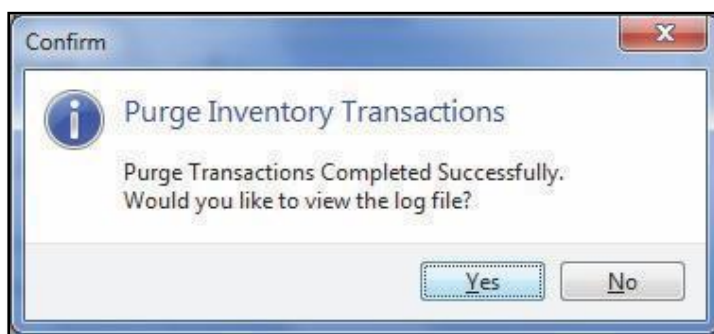 Confirm
Purge Inventory Transactions
Purge Transactions Completed Successfully.
Would you like to view the log file?
Yes No